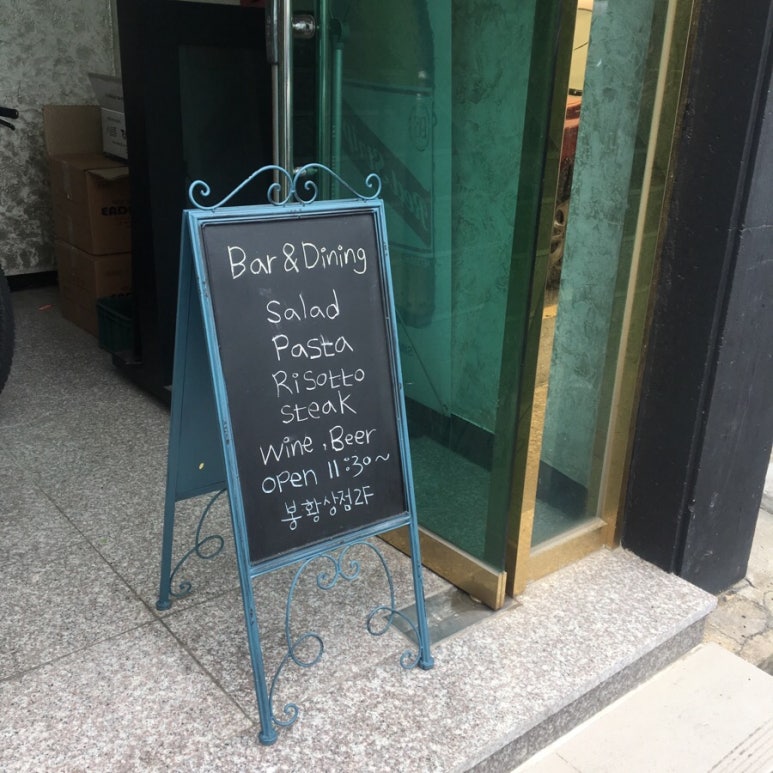 Bar & Dining
Salad
Pasta
Risotto
steak
wine , Beer
open 11:30~
봉황상점2F